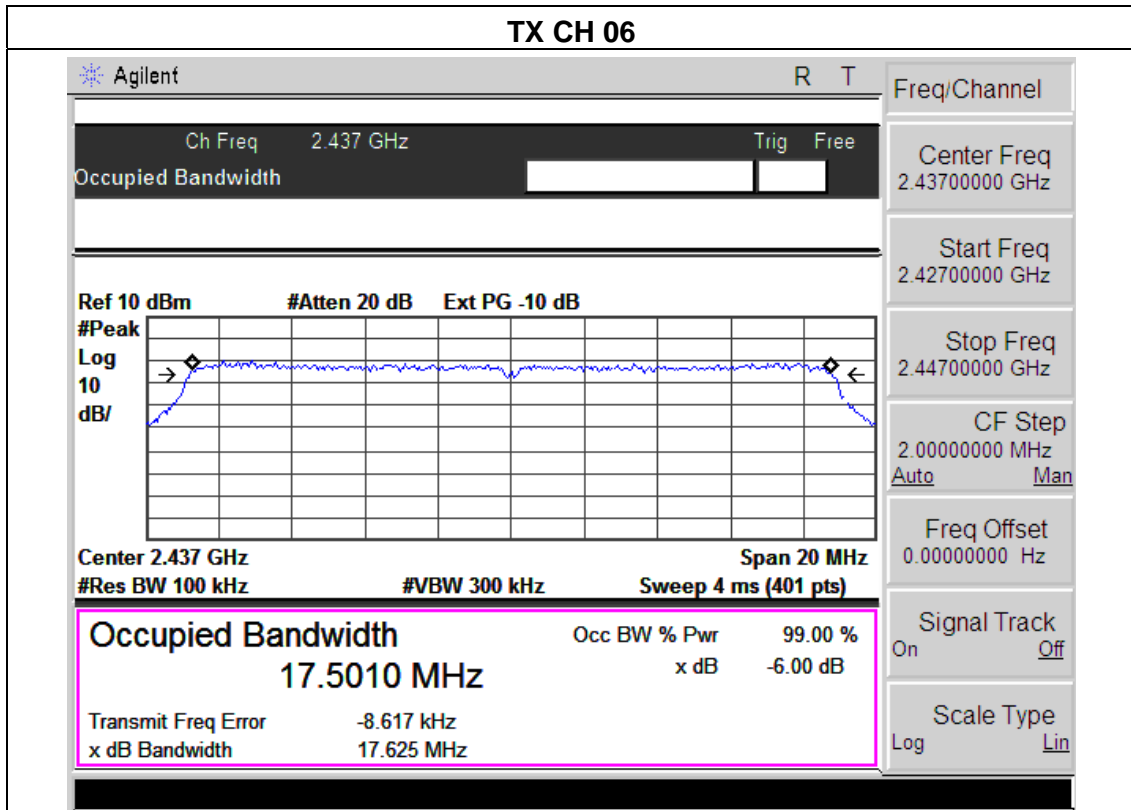 TX CH 06
Agilent R T
Freq/Channel
Ch Freq 2.437 GHz Trig Free
Occupied Bandwidth
Center Freq
2.43700000 GHz
Start Freq
2.42700000 GHz
Ref 10 dBm #Atten 20 dB Ext PG -10 dB
#Peak
Log
10
dB/
Stop Freq
2.44700000 GHz
CF Step
2.00000000 MHz
Auto Man
Freq Offset
0.00000000 Hz
Center 2.437 GHz Span 20 MHz
#Res BW 100 kHz #VBW 300 kHz Sweep 4 ms (401 pts)
Occupied Bandwidth Occ BW % Pwr 99.00 %
17.5010 MHz x dB -6.00 dB
Transmit Freq Error -8.617 kHz
x dB Bandwidth 17.625 MHz
Signal Track
On Off
Scale Type
Log Lin